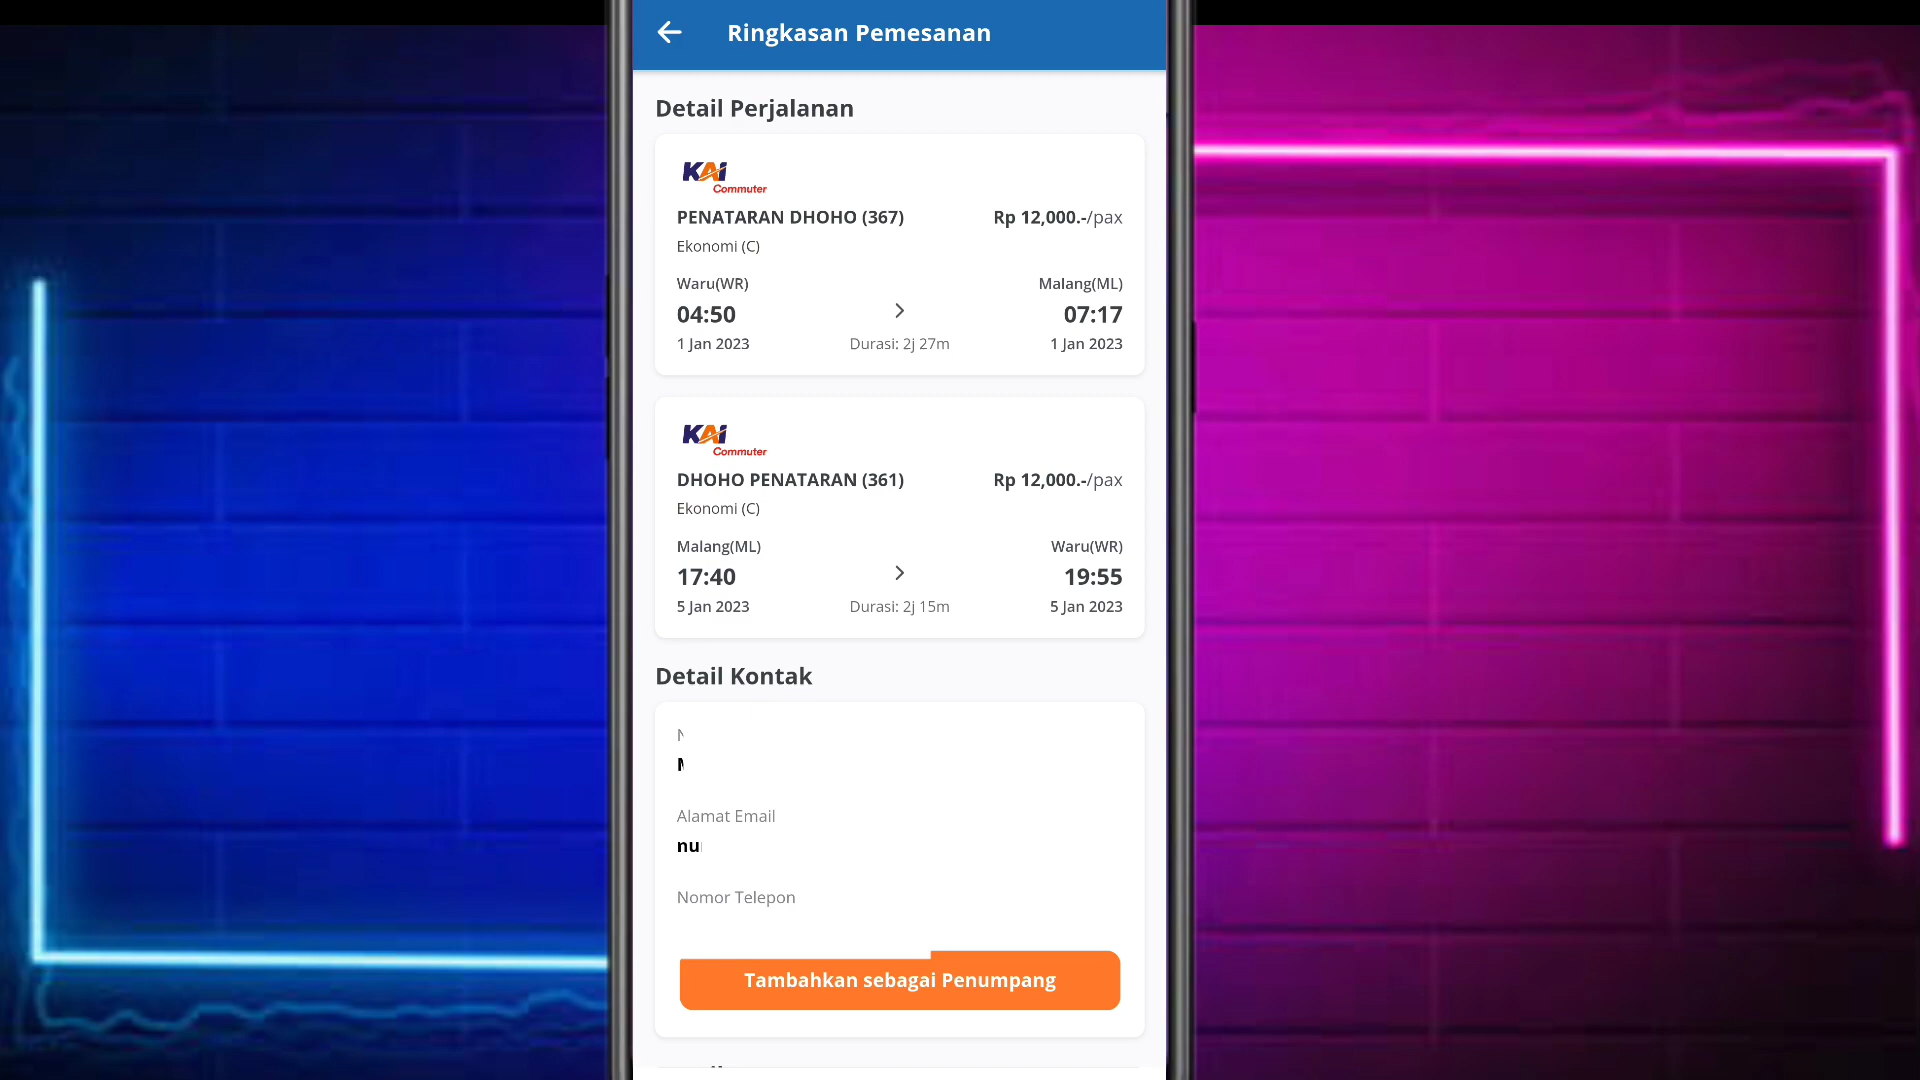 Ringkasan Pemesanan
Detail Perjalanan
KAI
Commuter
PENATARAN DHOHO (367) Rp 12,000.-/pax
Ekonomi (C)
Waru(WR) Malang(ML)
04:50 07:17
1 Jan 2023 Durasi: 2j 27m 1 Jan 2023
KAI
Commuter
DHOHO PENATARAN (361) Rp 12,000.-/pax
Ekonomi (C)
Malang(ML) Waru(WR)
17:40 19:55
5 Jan 2023 Durasi: 2j 15m 5 Jan 2023
Detail Kontak
Alamat Email
nu
Nomor Telepon
Tambahkan sebagai Penumpang